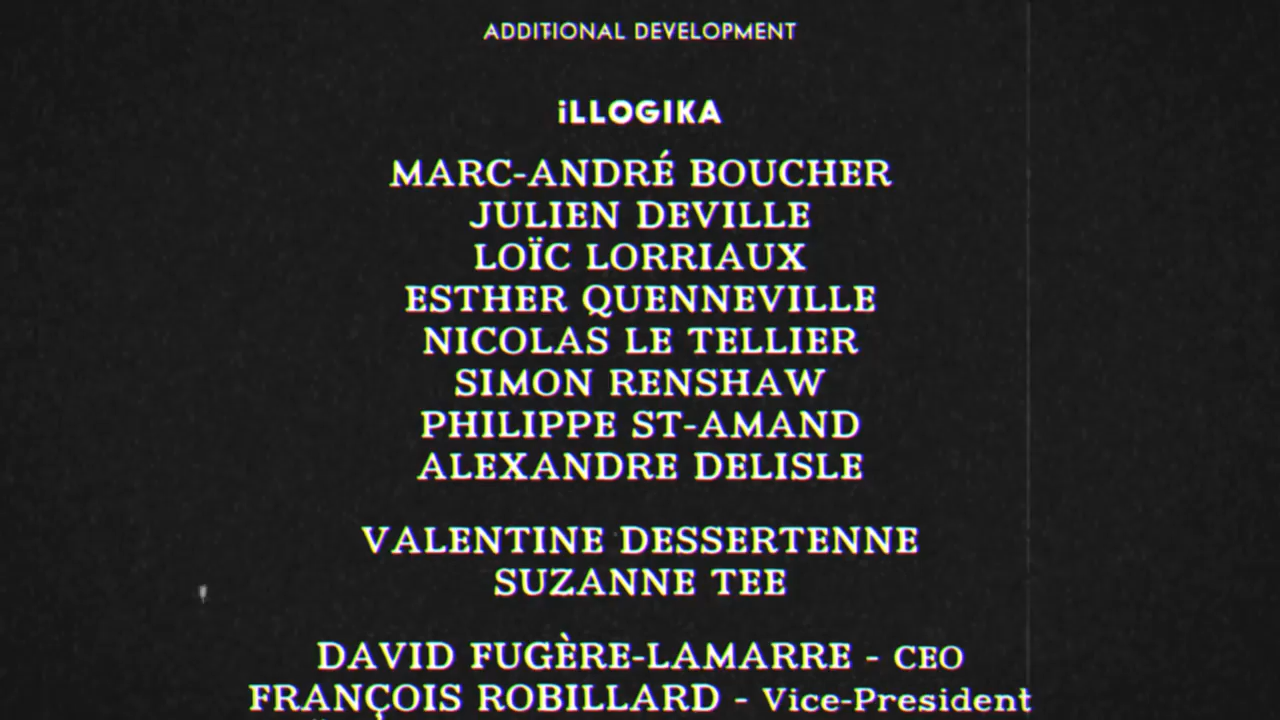 ADDITIONAL DEVELOPMENT
iLLOGIKA
MARC-ANDRÉ BOUCHER
JULIEN DEVILLE
LOÏC LORRIAUX
ESTHER QUENNEVILLE
NICOLAS LE TELLIER
SIMON RENSHAW
PHILIPPE ST-AMAND
ALEXANDRE DELISLE
VALENTINE DESSERTENNE
SUZANNE TEE
DAVID FUGÈRE-LAMARRE - CEO
FRANÇOIS ROBILLARD - Vice-President